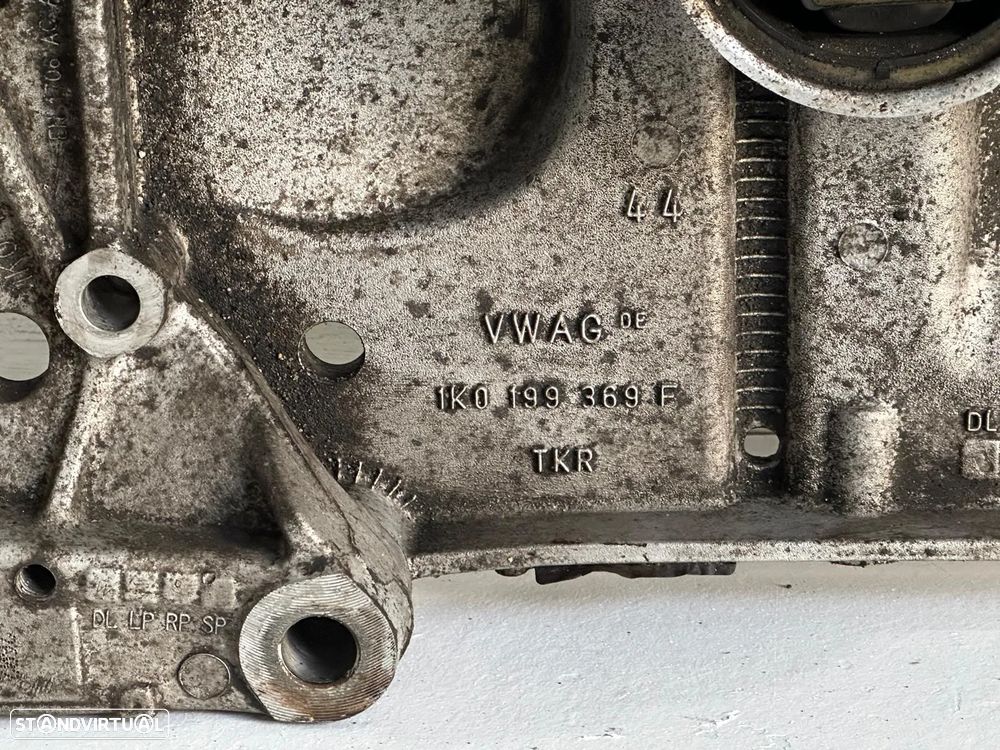 44
VWAG DE
1K0 199 369 F
TKR
DL
DL LP RP SP
STANDVIRTUAL